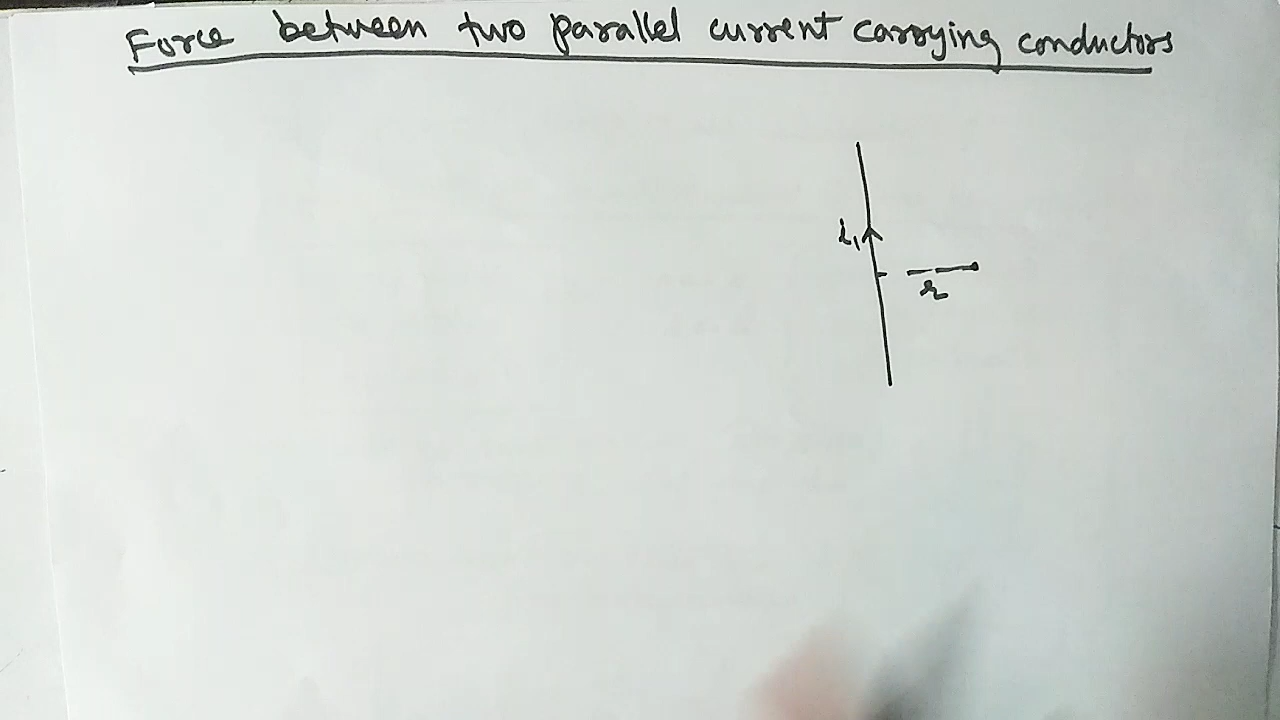 Force between two parallel current carrying conductors
i₁
r